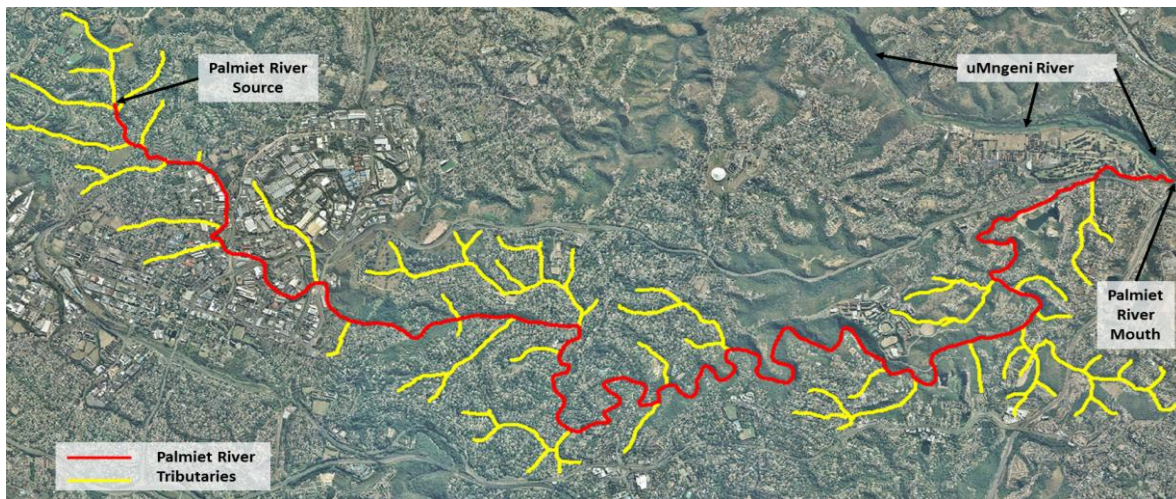 Palmiet River
Source
uMngeni River
Palmiet
River
Mouth
Palmiet River
Tributaries